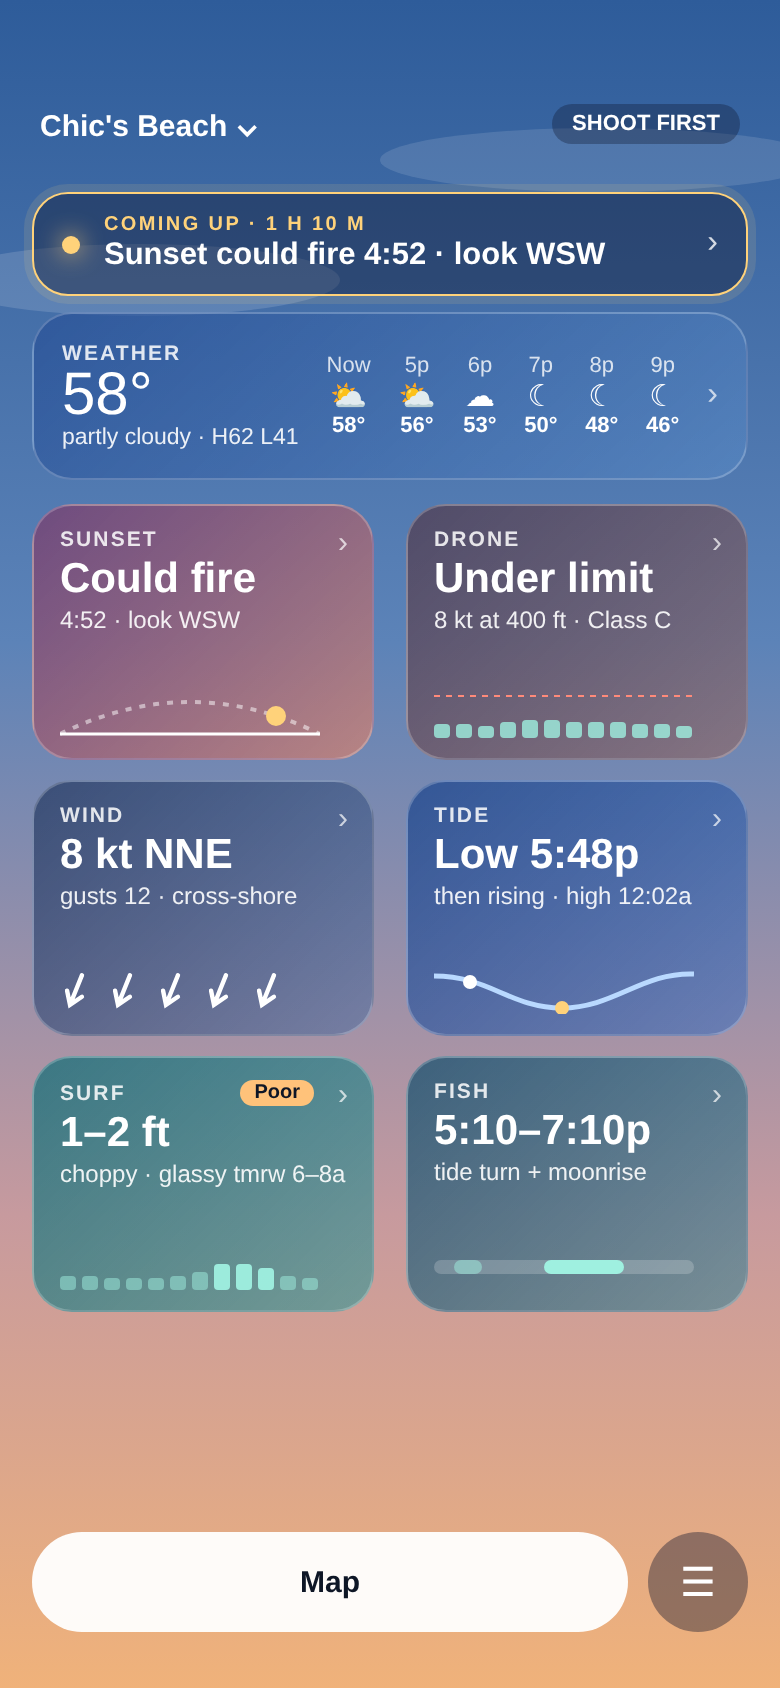 Chic's Beach
SHOOT FIRST
COMING UP · 1 H 10 M
Sunset could fire 4:52 · look WSW
WEATHER
58°
partly cloudy · H62 L41
Now 5p 6p 7p 8p 9p
58° 56° 53° 50° 48° 46°
SUNSET
Could fire
4:52 · look WSW
DRONE
Under limit
8 kt at 400 ft · Class C
WIND
8 kt NNE
gusts 12 · cross-shore
TIDE
Low 5:48p
then rising · high 12:02a
SURF
Poor
1–2 ft
choppy · glassy tmrw 6–8a
FISH
5:10–7:10p
tide turn + moonrise
Map